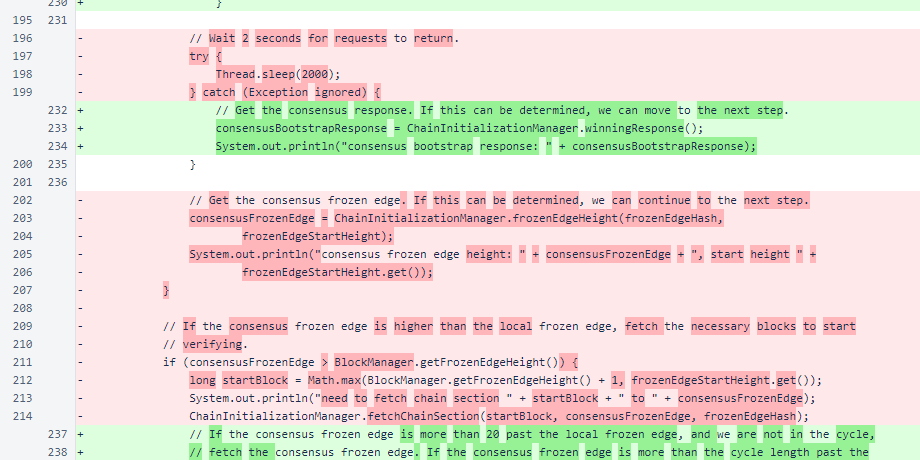 230 + }
195 231
196 - // Wait 2 seconds for requests to return.
197 - try {
198 - Thread.sleep(2000);
199 - } catch (Exception ignored) {
232 + // Get the consensus response. If this can be determined, we can move to the next step.
233 + consensusBootstrapResponse = ChainInitializationManager.winningResponse();
234 + System.out.println("consensus bootstrap response: " + consensusBootstrapResponse);
200 235 }
201 236
202 - // Get the consensus frozen edge. If this can be determined, we can continue to the next step.
203 - consensusFrozenEdge = ChainInitializationManager.frozenEdgeHeight(frozenEdgeHash,
204 - frozenEdgeStartHeight);
205 - System.out.println("consensus frozen edge height: " + consensusFrozenEdge + ", start height " +
206 - frozenEdgeStartHeight.get());
207 - }
208 -
209 - // If the consensus frozen edge is higher than the local frozen edge, fetch the necessary blocks to start
210 - // verifying.
211 - if (consensusFrozenEdge > BlockManager.getFrozenEdgeHeight()) {
212 - long startBlock = Math.max(BlockManager.getFrozenEdgeHeight() + 1, frozenEdgeStartHeight.get());
213 - System.out.println("need to fetch chain section " + startBlock + " to " + consensusFrozenEdge);
214 - ChainInitializationManager.fetchChainSection(startBlock, consensusFrozenEdge, frozenEdgeHash);
237 + // If the consensus frozen edge is more than 20 past the local frozen edge, and we are not in the cycle,
238 + // fetch the consensus frozen edge. If the consensus frozen edge is more than the cycle length past the